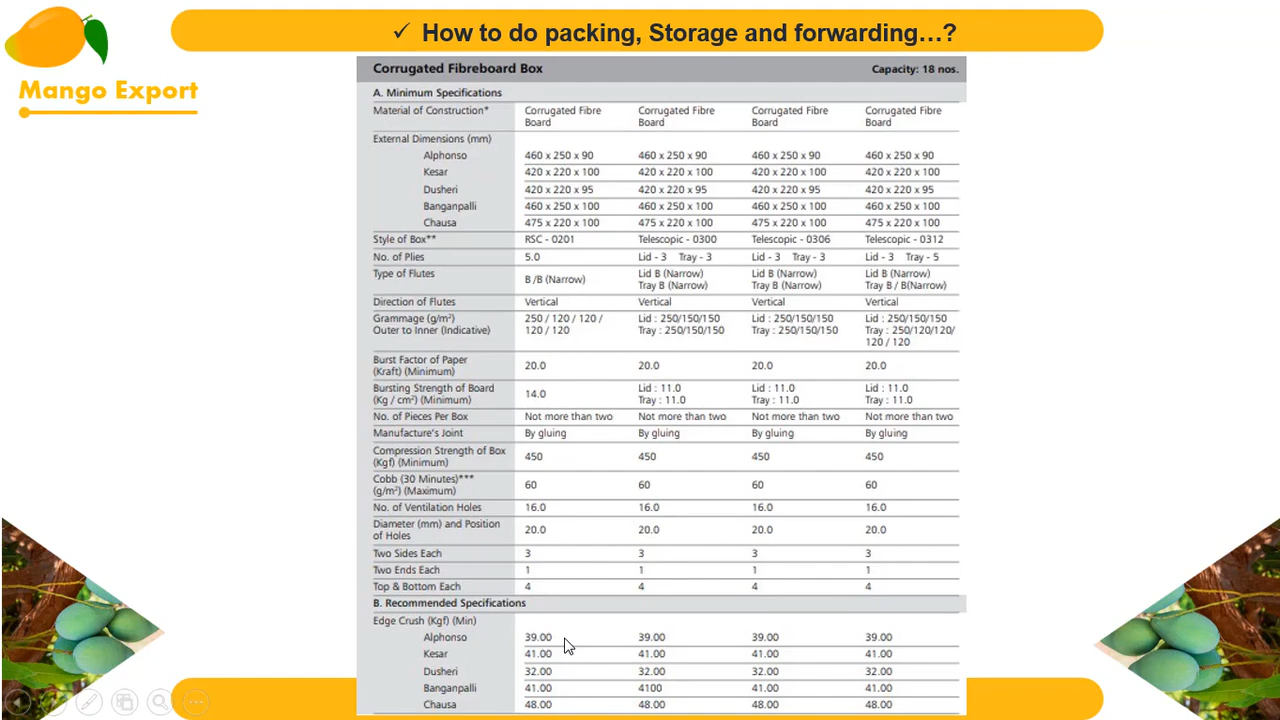 ✓ How to do packing, Storage and forwarding…?
Mango Export
Corrugated Fibreboard Box Capacity: 18 nos.
A. Minimum Specifications
Material of Construction* Corrugated Fibre Board Corrugated Fibre Board Corrugated Fibre Board Corrugated Fibre Board
External Dimensions (mm)
Alphonso 460 x 250 x 90 460 x 250 x 90 460 x 250 x 90 460 x 250 x 90
Kesar 420 x 220 x 100 420 x 220 x 100 420 x 220 x 100 420 x 220 x 100
Dusheri 420 x 220 x 95 420 x 220 x 95 420 x 220 x 95 420 x 220 x 95
Banganpalli 460 x 250 x 100 460 x 250 x 100 460 x 250 x 100 460 x 250 x 100
Chausa 475 x 220 x 100 475 x 220 x 100 475 x 220 x 100 475 x 220 x 100
Style of Box** RSC - 0201 Telescopic - 0300 Telescopic - 0306 Telescopic - 0312
No. of Plies 5.0 Lid - 3 Tray - 3 Lid - 3 Tray - 3 Lid - 3 Tray - 5
Type of Flutes B /B (Narrow) Lid B (Narrow) Lid B (Narrow) Lid B (Narrow)
Tray B (Narrow) Tray B (Narrow) Tray B / B(Narrow)
Direction of Flutes Vertical Vertical Vertical Vertical
Grammage (g/m²) 250 / 120 / 120 / Lid : 250/150/150 Lid : 250/150/150 Lid : 250/150/150
Outer to Inner (Indicative) 120 / 120 Tray : 250/150/150 Tray : 250/150/150 Tray : 250/120/120/
120 / 120
Burst Factor of Paper
(Kraft) (Minimum) 20.0 20.0 20.0 20.0
Bursting Strength of Board 14.0 Lid : 11.0 Lid : 11.0 Lid : 11.0
(Kg / cm²) (Minimum) Tray : 11.0 Tray : 11.0 Tray : 11.0
No. of Pieces Per Box Not more than two Not more than two Not more than two Not more than two
Manufacture's Joint By gluing By gluing By gluing By gluing
Compression Strength of Box
(Kgf) (Minimum) 450 450 450 450
Cobb (30 Minutes)***
(g/m²) (Maximum) 60 60 60 60
No. of Ventilation Holes 16.0 16.0 16.0 16.0
Diameter (mm) and Position
of Holes 20.0 20.0 20.0 20.0
Two Sides Each 3 3 3 3
Two Ends Each 1 1 1 1
Top & Bottom Each 4 4 4 4
B. Recommended Specifications
Edge Crush (Kgf) (Min)
Alphonso 39.00 39.00 39.00 39.00
Kesar 41.00 41.00 41.00 41.00
Dusheri 32.00 32.00 32.00 32.00
Banganpalli 41.00 4100 41.00 41.00
Chausa 48.00 48.00 48.00 48.00